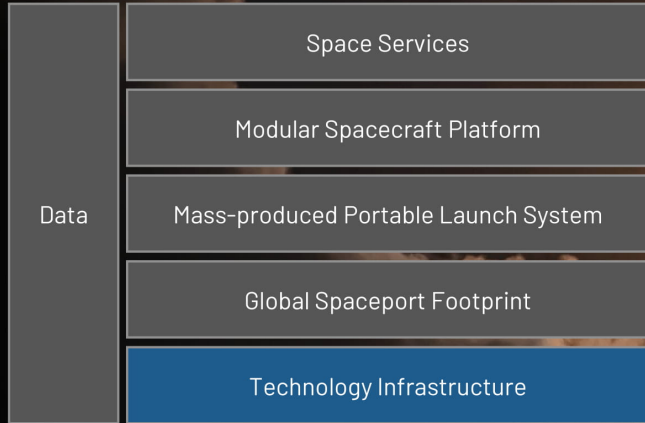 Data
Space Services
Modular Spacecraft Platform
Mass-produced Portable Launch System
Global Spaceport Footprint
Technology Infrastructure